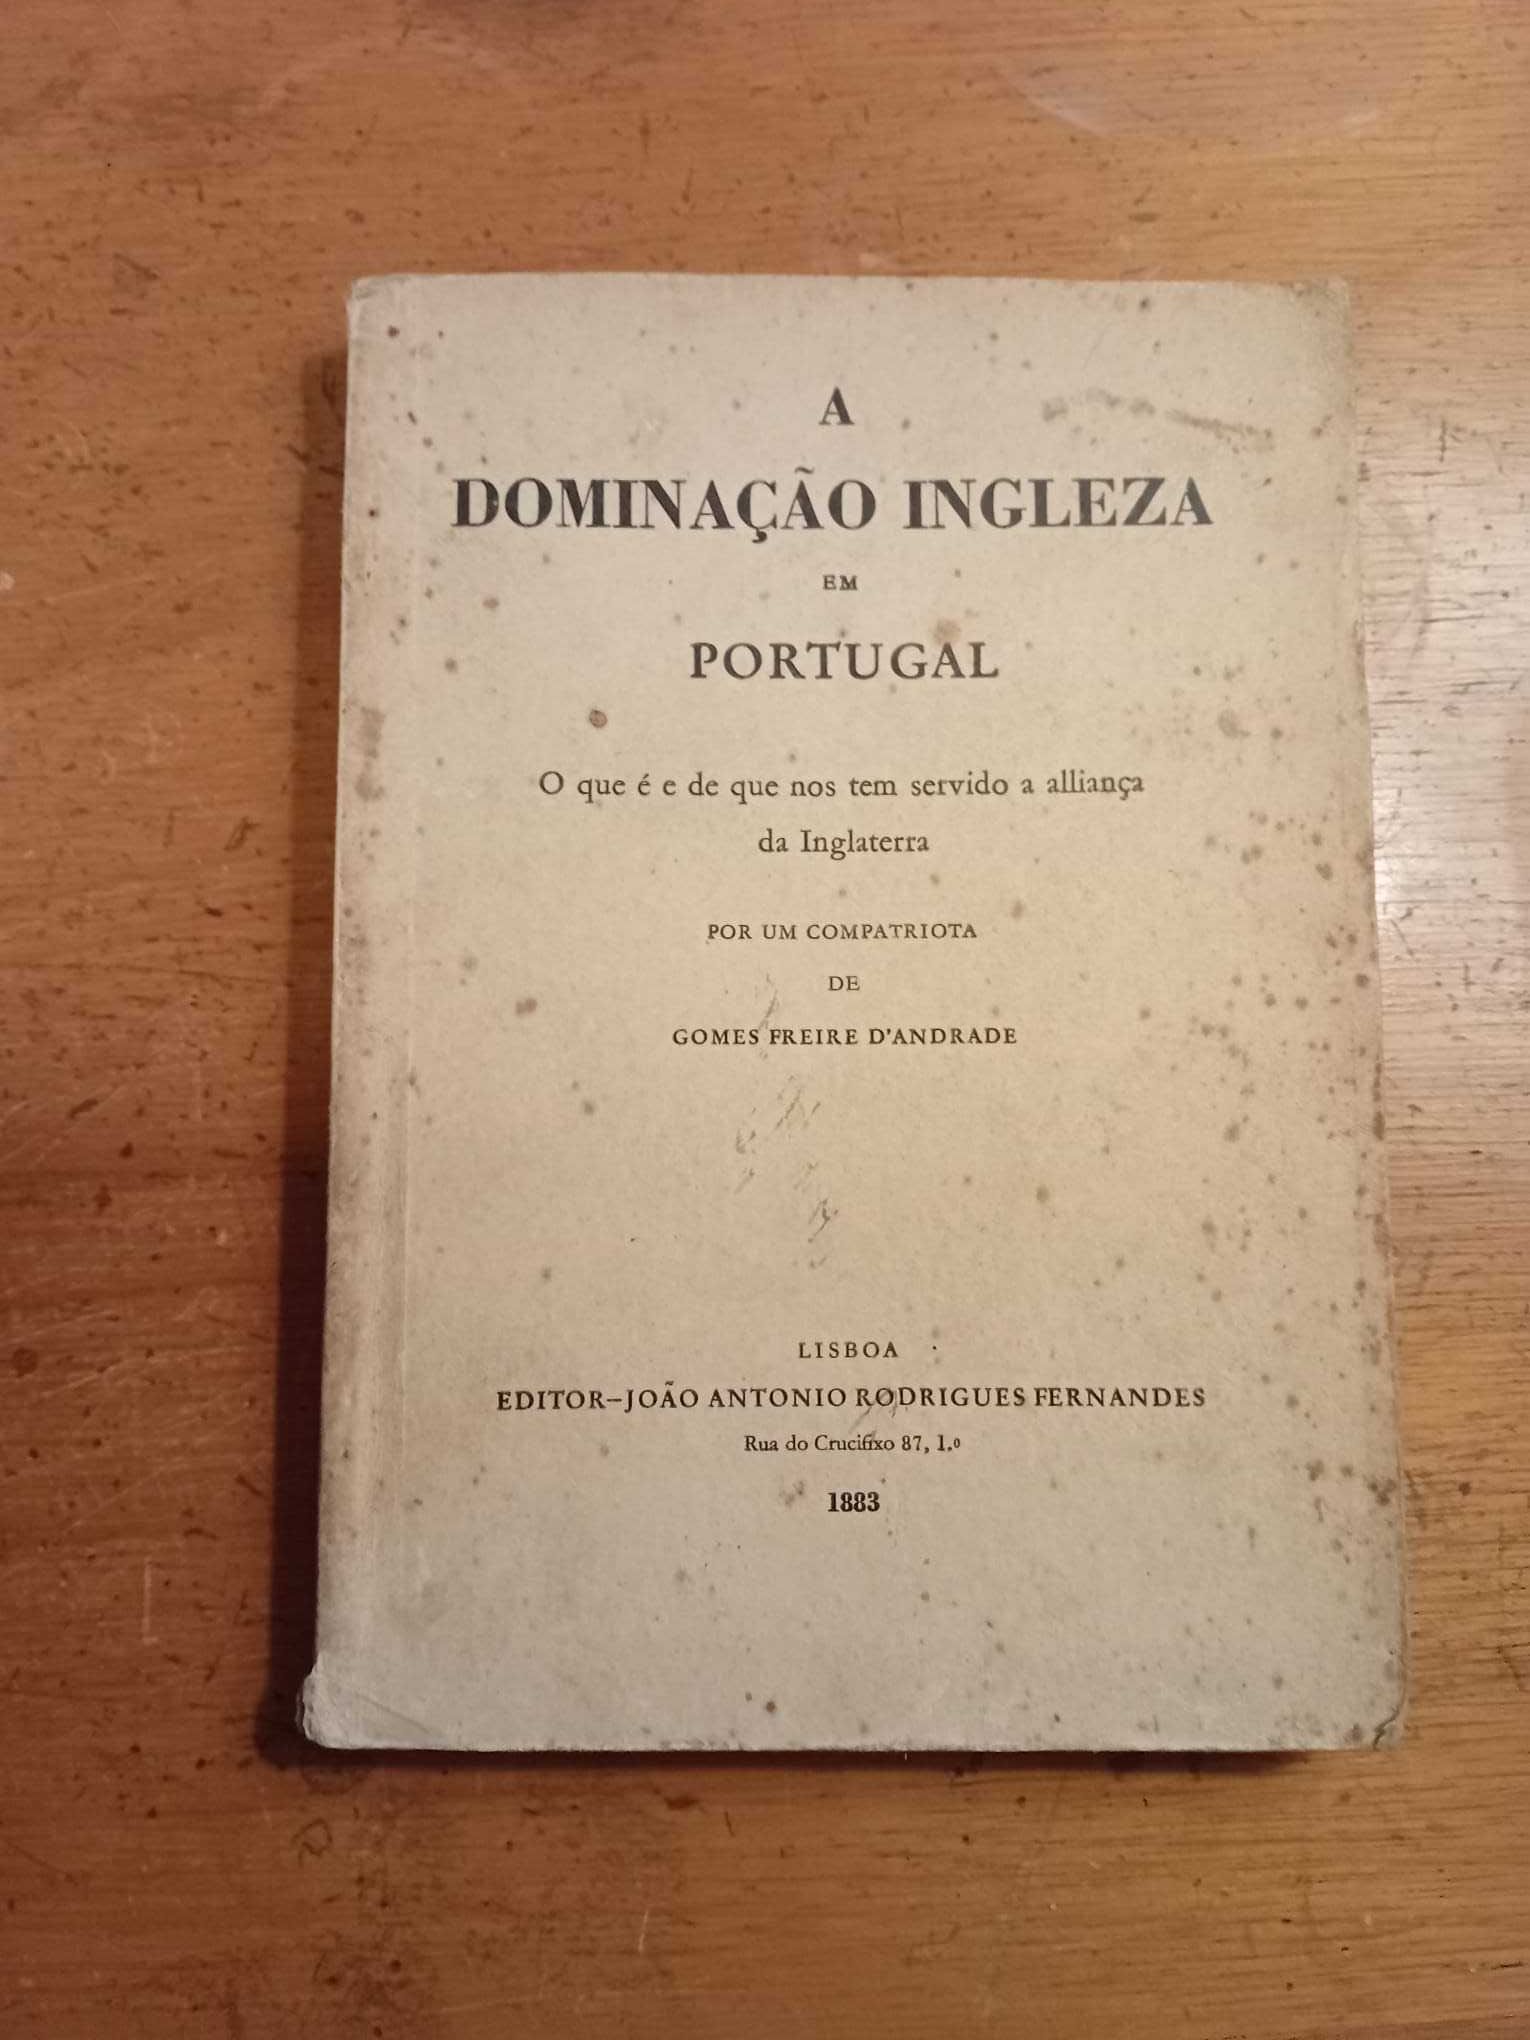 A
DOMINAÇÃO INGLEZA
EM
PORTUGAL
O que é e de que nos tem servido a alliança
da Inglaterra
POR UM COMPATRIOTA
DE
GOMES FREIRE D'ANDRADE
LISBOA
EDITOR–JOÃO ANTONIO RODRIGUES FERNANDES
Rua do Crucifixo 87, 1.º
1883